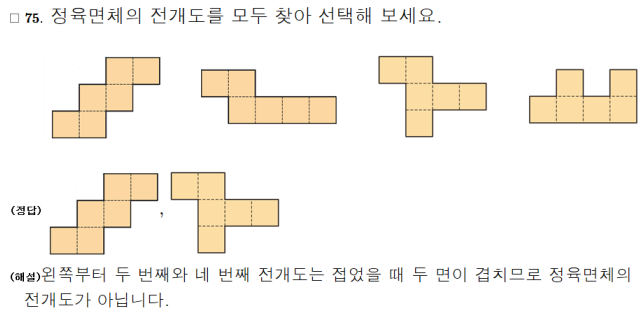 □ 75. 정육면체의 전개도를 모두 찾아 선택해 보세요.
(정답)
,
(해설)왼쪽부터 두 번째와 네 번째 전개도는 접었을 때 두 면이 겹치므로 정육면체의
전개도가 아닙니다.